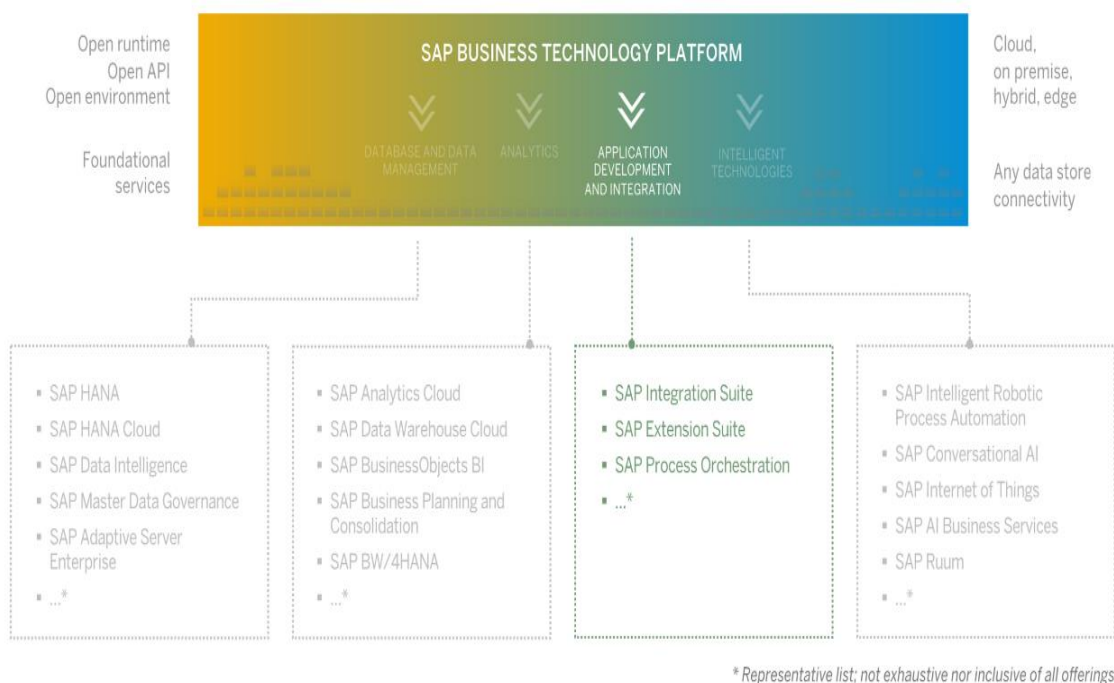 Open runtime
Open API
Open environment
Foundational
services
SAP BUSINESS TECHNOLOGY PLATFORM
DATABASE AND DATA
MANAGEMENT
ANALYTICS
APPLICATION
DEVELOPMENT
AND INTEGRATION
INTELLIGENT
TECHNOLOGIES
Cloud,
on premise,
hybrid, edge
Any data store
connectivity
▪ SAP HANA
▪ SAP HANA Cloud
▪ SAP Data Intelligence
▪ SAP Master Data Governance
▪ SAP Adaptive Server
Enterprise
▪ ...*
▪ SAP Analytics Cloud
▪ SAP Data Warehouse Cloud
▪ SAP BusinessObjects BI
▪ SAP Business Planning and
Consolidation
▪ SAP BW/4HANA
▪ ...*
▪ SAP Integration Suite
▪ SAP Extension Suite
▪ SAP Process Orchestration
▪ ...*
▪ SAP Intelligent Robotic
Process Automation
▪ SAP Conversational AI
▪ SAP Internet of Things
▪ SAP AI Business Services
▪ SAP Ruum
▪ ...*
* Representative list; not exhaustive nor inclusive of all offerings